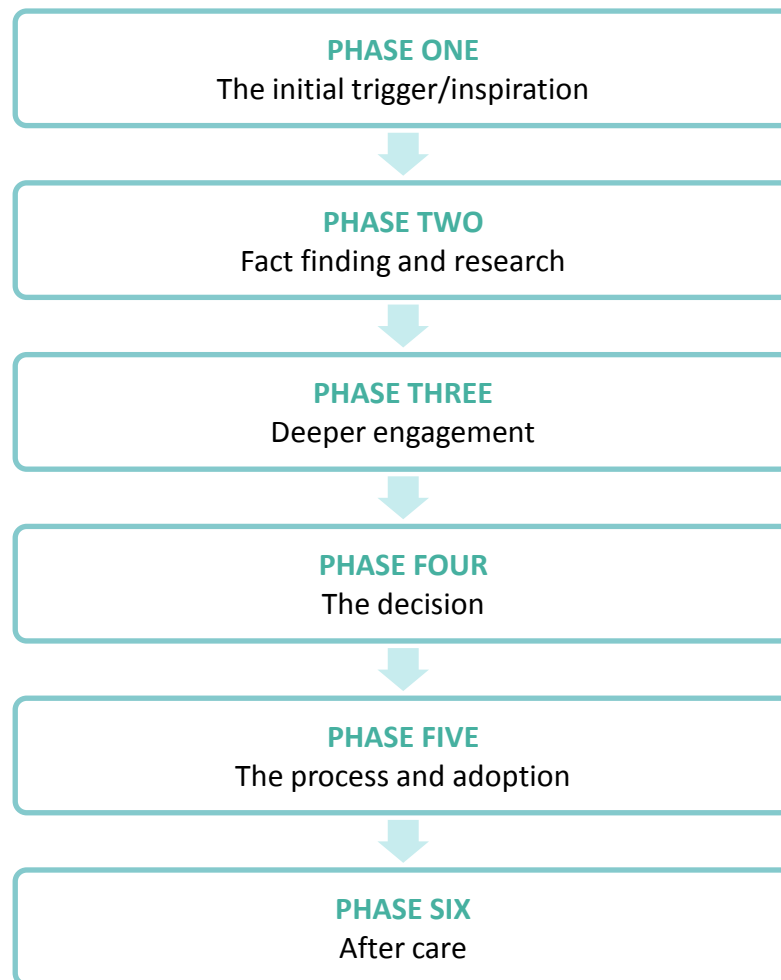 PHASE ONE
The initial trigger/inspiration
PHASE TWO
Fact finding and research
PHASE THREE
Deeper engagement
PHASE FOUR
The decision
PHASE FIVE
The process and adoption
PHASE SIX
After care